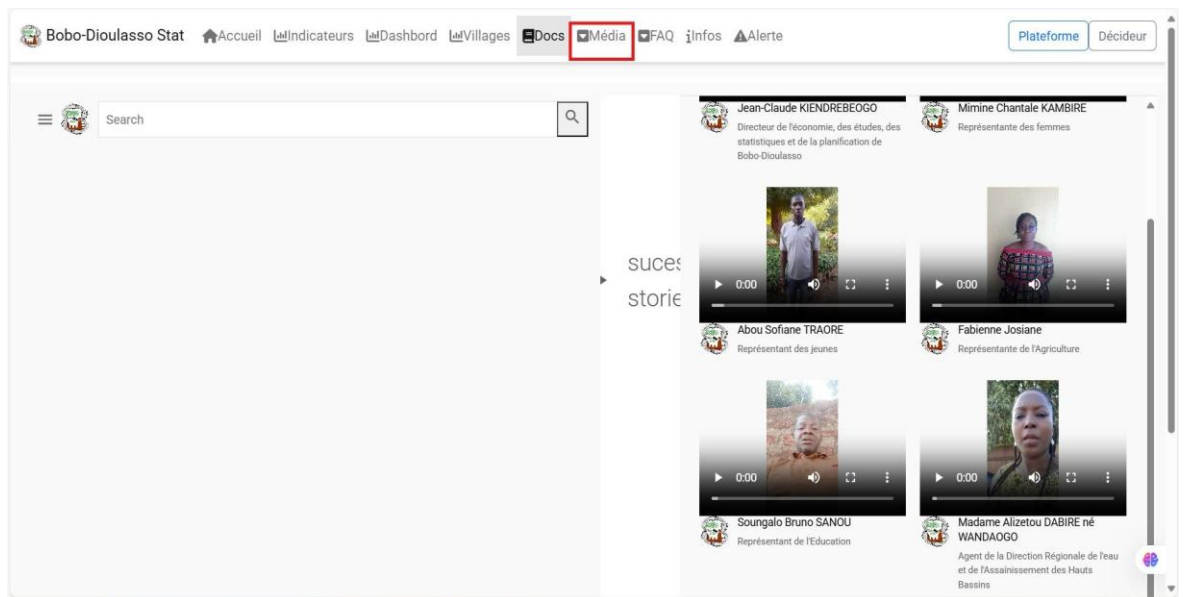 Bobo-Dioulasso Stat Accueil Indicateurs Dashbord Villages Docs Média FAQ Infos Alerte Plateforme Décideur
Search
suces
storie
Jean-Claude KIENDREBEOGO
Directeur de l'économie, des études, des
statistiques et de la planification de
Bobo-Dioulasso
Mimine Chantale KAMBIRE
Représentante des femmes
0:00
0:00
Abou Sofiane TRAORE
Représentant des jeunes
Fabienne Josiane
Représentante de l'Agriculture
0:00
0:00
Soungalo Bruno SANOU
Représentant de l'Education
Madame Alizetou DABIRE né
WANDAOGO
Agent de la Direction Régionale de l'eau
et de l'Assainissement des Hauts
Bassins